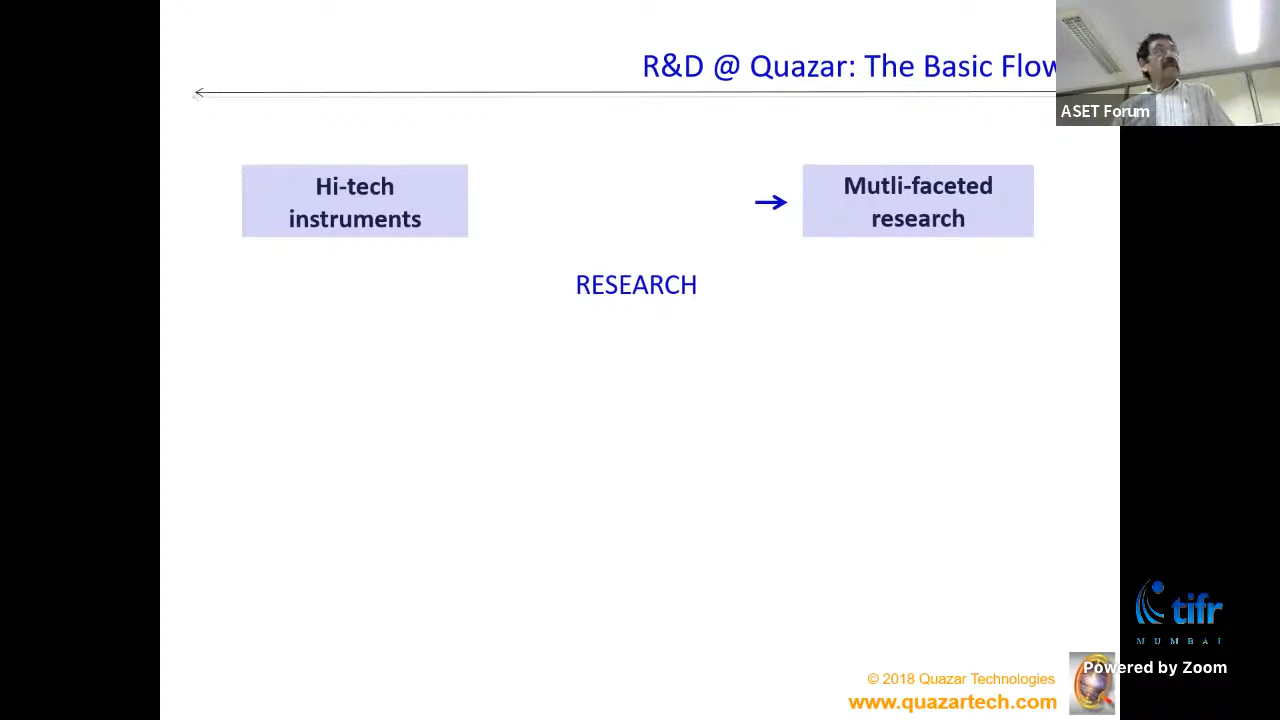 R&D @ Quazar: The Basic Flow
ASET Forum
Hi-tech
instruments
Mutli-faceted
research
RESEARCH
tifr
MUMBAI
Powered by Zoom
© 2018 Quazar Technologies
www.quazartech.com